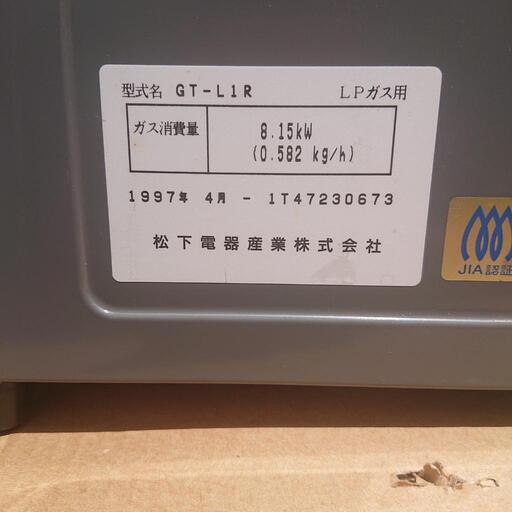 型式名 GT-L1R LPガス用
ガス消費量 8.15kW
(0.582 kg/h)
1997年 4月 - 1T47230673
松下電器産業株式会社
JIA認証